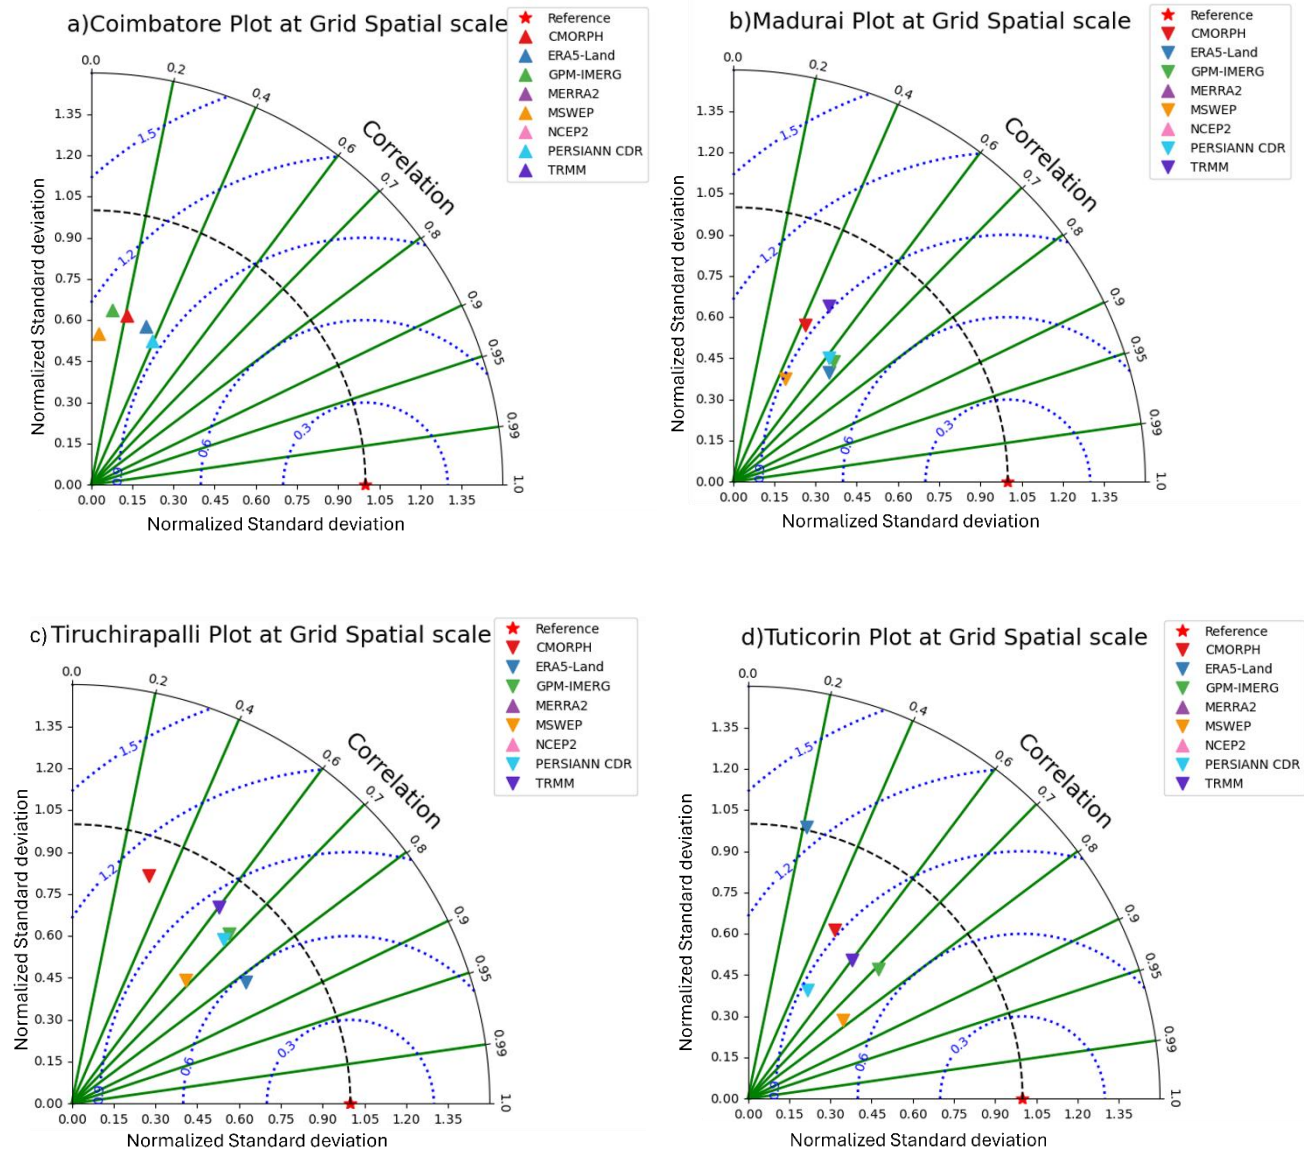 a)Coimbatore Plot at Grid Spatial scale
Reference
CMORPH
ERA5-Land
GPM-IMERG
MERRA2
MSWEP
NCEP2
PERSIANN CDR
TRMM
Correlation
0.0
0.2
0.4
0.6
0.7
0.8
0.9
0.95
0.99
1.0
1.5
1.2
0.9
0.6
0.3
Normalized Standard deviation
1.35
1.20
1.05
0.90
0.75
0.60
0.45
0.30
0.15
0.00
0.00 0.15 0.30 0.45 0.60 0.75 0.90 1.05 1.20 1.35
Normalized Standard deviation
b)Madurai Plot at Grid Spatial scale
Reference
CMORPH
ERA5-Land
GPM-IMERG
MERRA2
MSWEP
NCEP2
PERSIANN CDR
TRMM
Correlation
0.0
0.2
0.4
0.6
0.7
0.8
0.9
0.95
0.99
1.0
1.5
1.2
0.9
0.6
0.3
Normalized Standard deviation
1.35
1.20
1.05
0.90
0.75
0.60
0.45
0.30
0.15
0.00
0.00 0.15 0.30 0.45 0.60 0.75 0.90 1.05 1.20 1.35
Normalized Standard deviation
c) Tiruchirapalli Plot at Grid Spatial scale
Reference
CMORPH
ERA5-Land
GPM-IMERG
MERRA2
MSWEP
NCEP2
PERSIANN CDR
TRMM
Correlation
0.0
0.2
0.4
0.6
0.7
0.8
0.9
0.95
0.99
1.0
1.5
1.2
0.9
0.6
0.3
Normalized Standard deviation
1.35
1.20
1.05
0.90
0.75
0.60
0.45
0.30
0.15
0.00
0.00 0.15 0.30 0.45 0.60 0.75 0.90 1.05 1.20 1.35
Normalized Standard deviation
d)Tuticorin Plot at Grid Spatial scale
Reference
CMORPH
ERA5-Land
GPM-IMERG
MERRA2
MSWEP
NCEP2
PERSIANN CDR
TRMM
Correlation
0.0
0.2
0.4
0.6
0.7
0.8
0.9
0.95
0.99
1.0
1.5
1.2
0.9
0.6
0.3
Normalized Standard deviation
1.35
1.20
1.05
0.90
0.75
0.60
0.45
0.30
0.15
0.00
0.00 0.15 0.30 0.45 0.60 0.75 0.90 1.05 1.20 1.35
Normalized Standard deviation